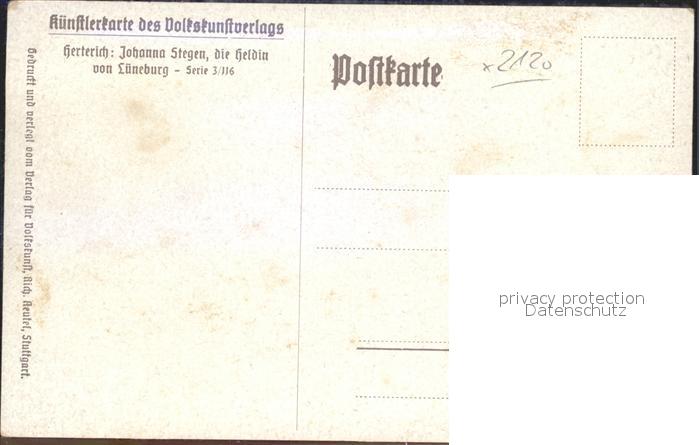 Künstlerkarte des Volkskunstverlags
Herterich: Johanna Stegen, die Heldin
von Lüneburg – Serie 3/116
Postkarte
x 2120
Gedruckt und verlegt vom Verlag für Volkskunst, Rich. Keutel, Stuttgart.
privacy protection
Datenschutz